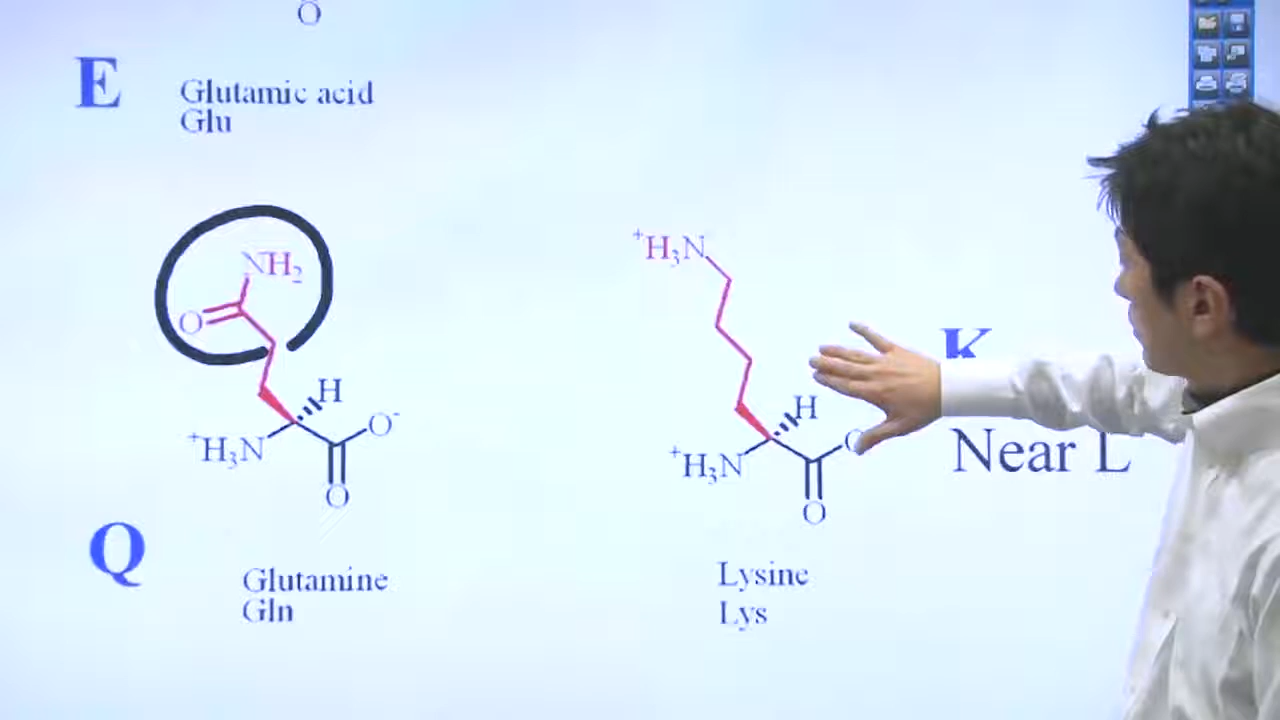 O
E
Glutamic acid
Glu
NH2
O
H
O-
+H3N
O
Q
Glutamine
Gln
+H3N
H
+H3N
O
Lysine
Lys
K
Near L